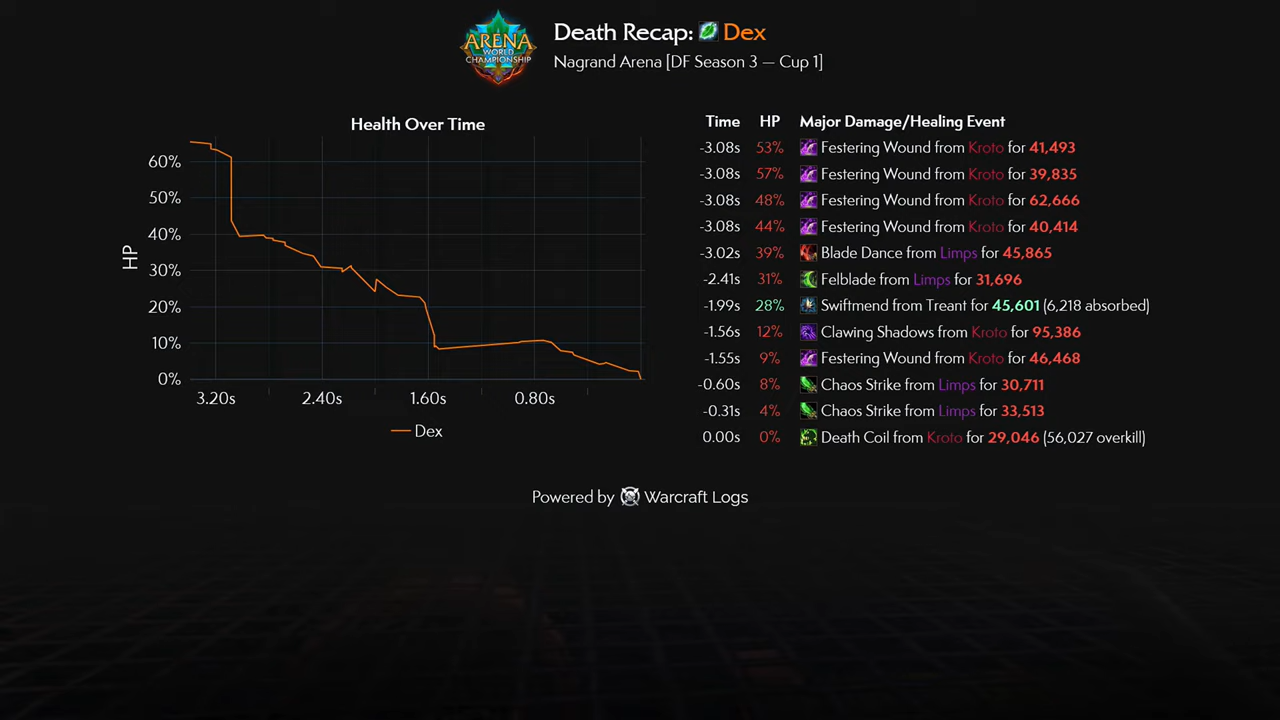 ARENA
WORLD
CHAMPIONSHIP
Death Recap: Dex
Nagrand Arena [DF Season 3 — Cup 1]
Health Over Time
60%
50%
40%
30%
20%
10%
0%
HP
3.20s 2.40s 1.60s 0.80s
Dex
Time HP Major Damage/Healing Event
-3.08s 53% Festering Wound from Kroto for 41,493
-3.08s 57% Festering Wound from Kroto for 39,835
-3.08s 48% Festering Wound from Kroto for 62,666
-3.08s 44% Festering Wound from Kroto for 40,414
-3.02s 39% Blade Dance from Limps for 45,865
-2.41s 31% Felblade from Limps for 31,696
-1.99s 28% Swiftmend from Treant for 45,601 (6,218 absorbed)
-1.56s 12% Clawing Shadows from Kroto for 95,386
-1.55s 9% Festering Wound from Kroto for 46,468
-0.60s 8% Chaos Strike from Limps for 30,711
-0.31s 4% Chaos Strike from Limps for 33,513
0.00s 0% Death Coil from Kroto for 29,046 (56,027 overkill)
Powered by Warcraft Logs